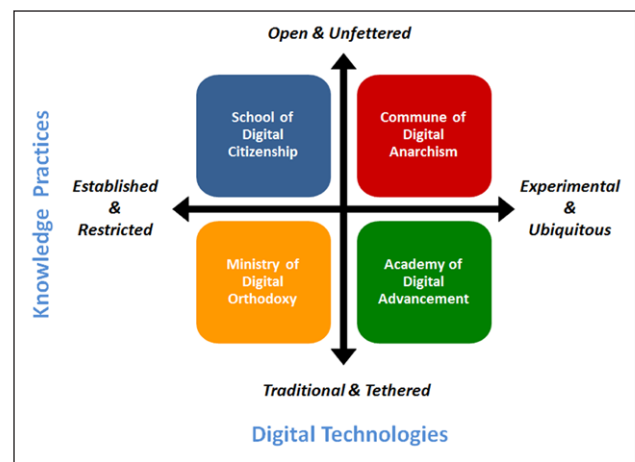 Open & Unfettered
School of
Digital
Citizenship
Commune of
Digital
Anarchism
Knowledge Practices
Established
&
Restricted
Experimental
&
Ubiquitous
Ministry of
Digital
Orthodoxy
Academy of
Digital
Advancement
Traditional & Tethered
Digital Technologies